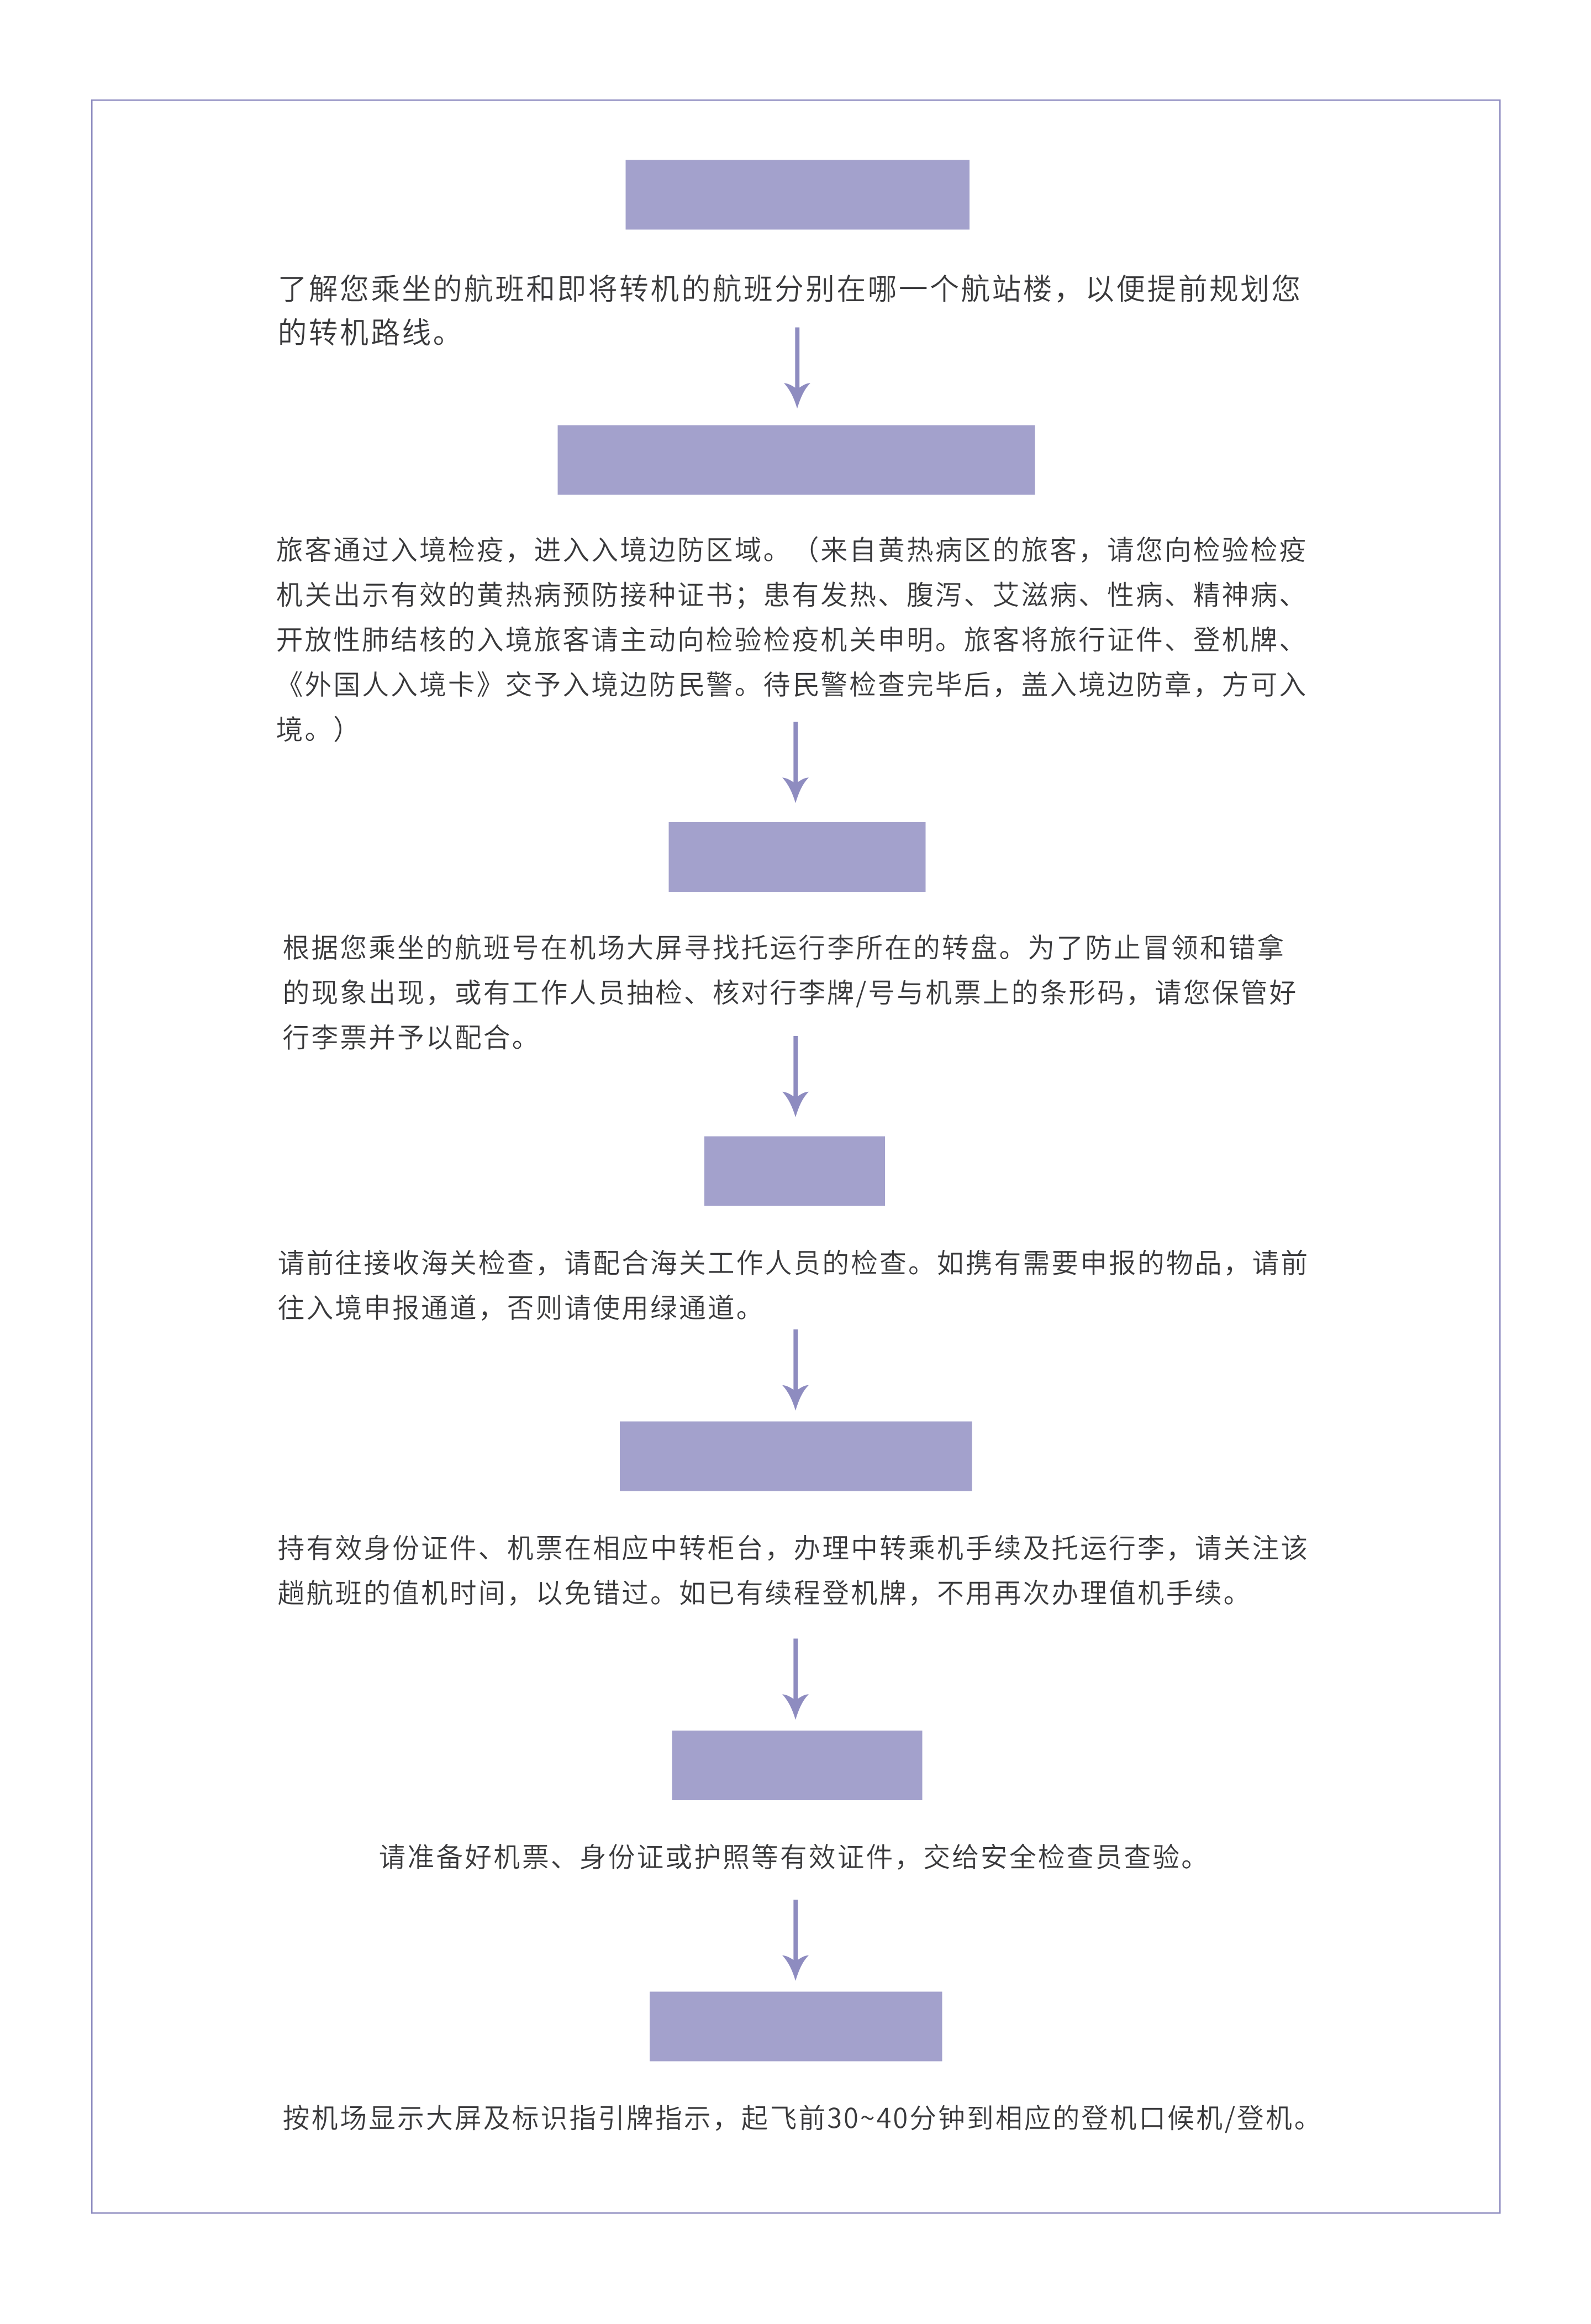 了解您乘坐的航班和即将转机的航班分别在哪一个航站楼，以便提前规划您
的转机路线。
旅客通过入境检疫，进入入境边防区域。（来自黄热病区的旅客，请您向检验检疫
机关出示有效的黄热病预防接种证书；患有发热、腹泻、艾滋病、性病、精神病、
开放性肺结核的入境旅客请主动向检验检疫机关申明。旅客将旅行证件、登机牌、
《外国人入境卡》交予入境边防民警。待民警检查完毕后，盖入境边防章，方可入
境。）
根据您乘坐的航班号在机场大屏寻找托运行李所在的转盘。为了防止冒领和错拿
的现象出现，或有工作人员抽检、核对行李牌/号与机票上的条形码，请您保管好
行李票并予以配合。
请前往接收海关检查，请配合海关工作人员的检查。如携有需要申报的物品，请前
往入境申报通道，否则请使用绿通道。
持有效身份证件、机票在相应中转柜台，办理中转乘机手续及托运行李，请关注该
趟航班的值机时间，以免错过。如已有续程登机牌，不用再次办理值机手续。
请准备好机票、身份证或护照等有效证件，交给安全检查员查验。
按机场显示大屏及标识指引牌指示，起飞前30~40分钟到相应的登机口候机/登机。